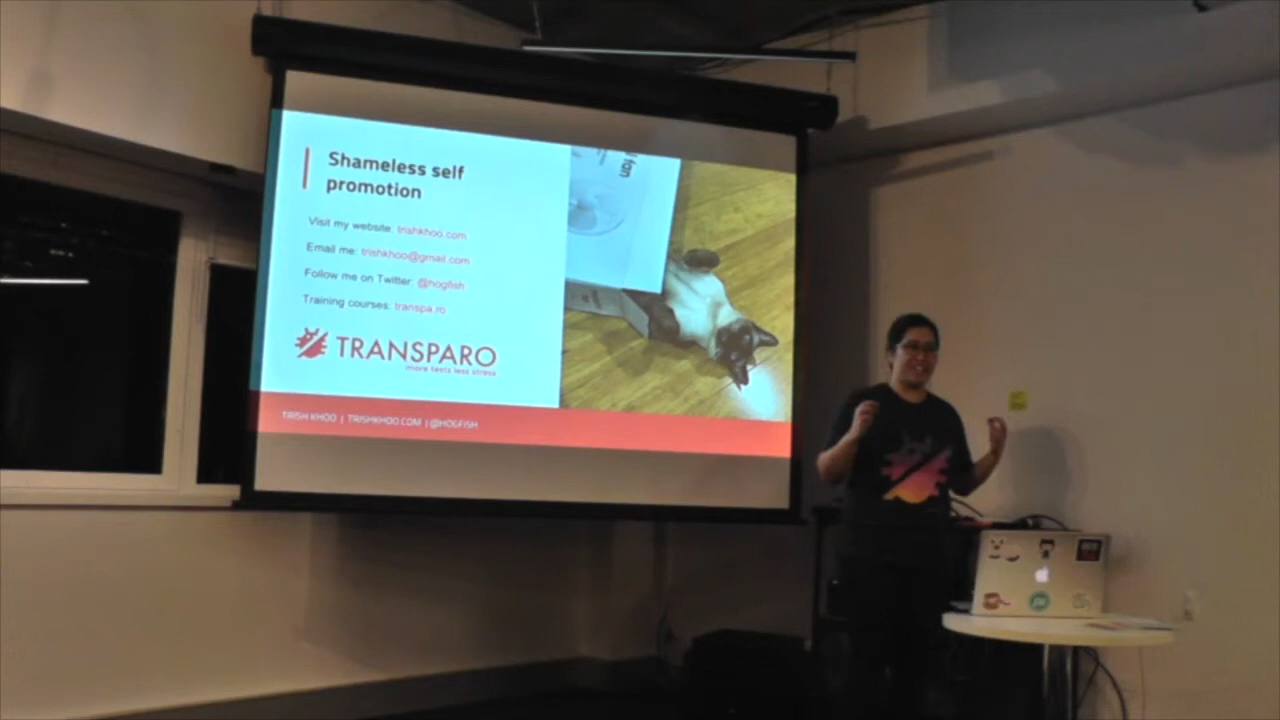 Shameless self
promotion
Visit my website: trishkhoo.com
Email me: trishkhoo@gmail.com
Follow me on Twitter: @hogfish
Training courses: transpa.ro
TRANSPARO
more tests less stress
TRISH KHOO | TRISHKHOO.COM | @HOGFISH
fan